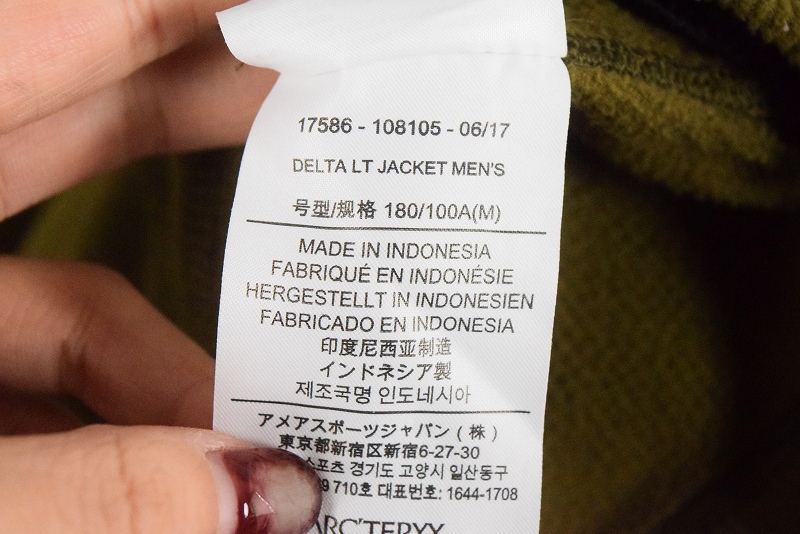 17586 - 108105 - 06/17
DELTA LT JACKET MEN'S
号型/规格 180/100A(M)
MADE IN INDONESIA
FABRIQUÉ EN INDONÉSIE
HERGESTELLT IN INDONESIEN
FABRICADO EN INDONESIA
印度尼西亚制造
インドネシア製
제조국명 인도네시아
アメアスポーツジャパン（株）
東京都新宿区新宿6-27-30
경기도 고양시 일산동구
710호 대표번호: 1644-1708
ARC'TERYX